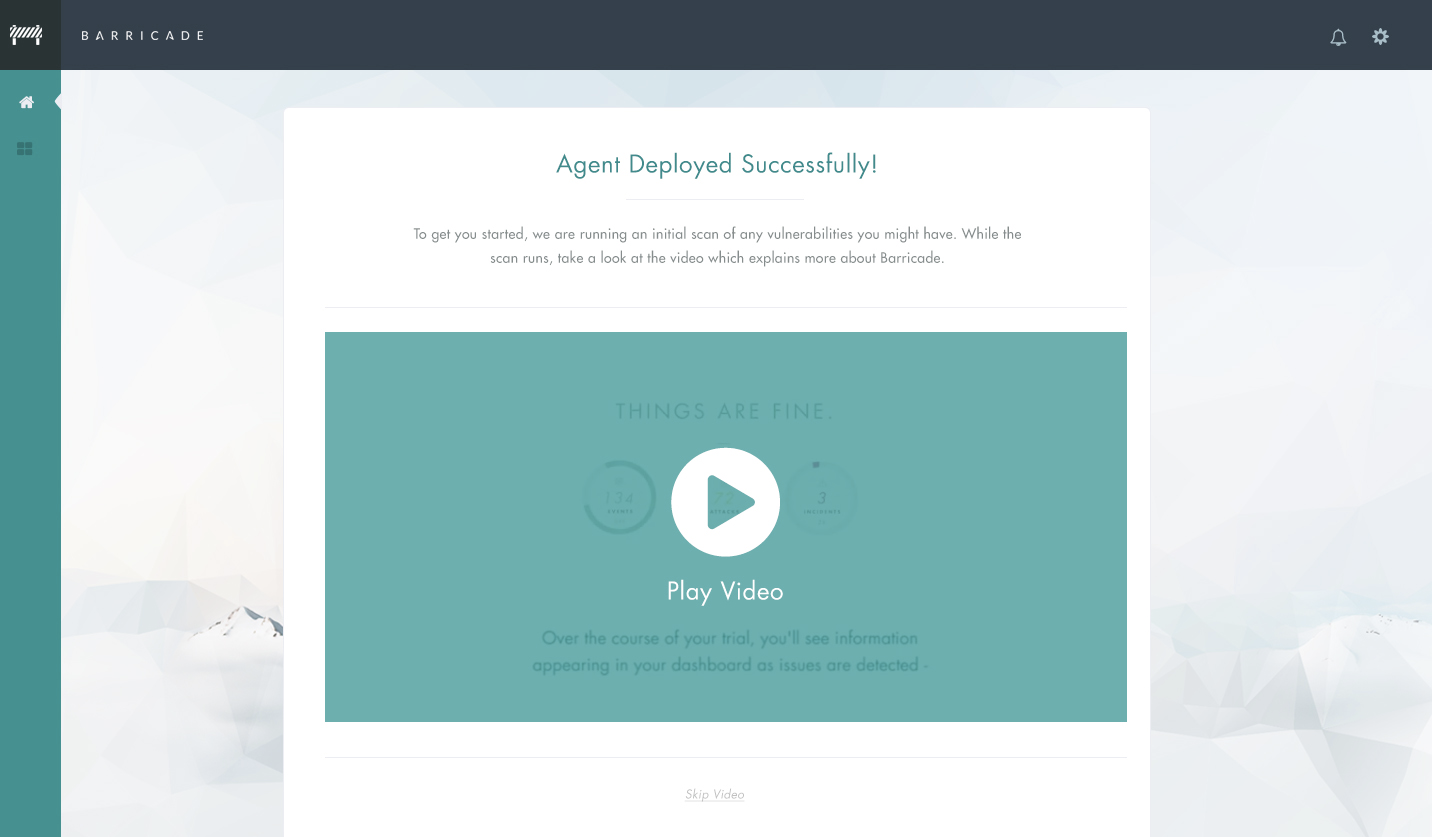 BARRICADE
Agent Deployed Successfully!
To get you started, we are running an initial scan of any vulnerabilities you might have. While the
scan runs, take a look at the video which explains more about Barricade.
THINGS ARE FINE.
134
EVENTS
72
ATTACKS
3
INCIDENTS
Play Video
Over the course of your trial, you'll see information
appearing in your dashboard as issues are detected -
Skip Video